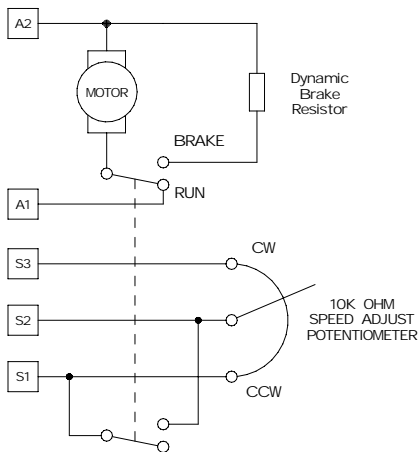 A2
MOTOR
Dynamic
Brake
Resistor
BRAKE
RUN
A1
S3
CW
S2
10K OHM
SPEED ADJUST
POTENTIOMETER
S1
CCW